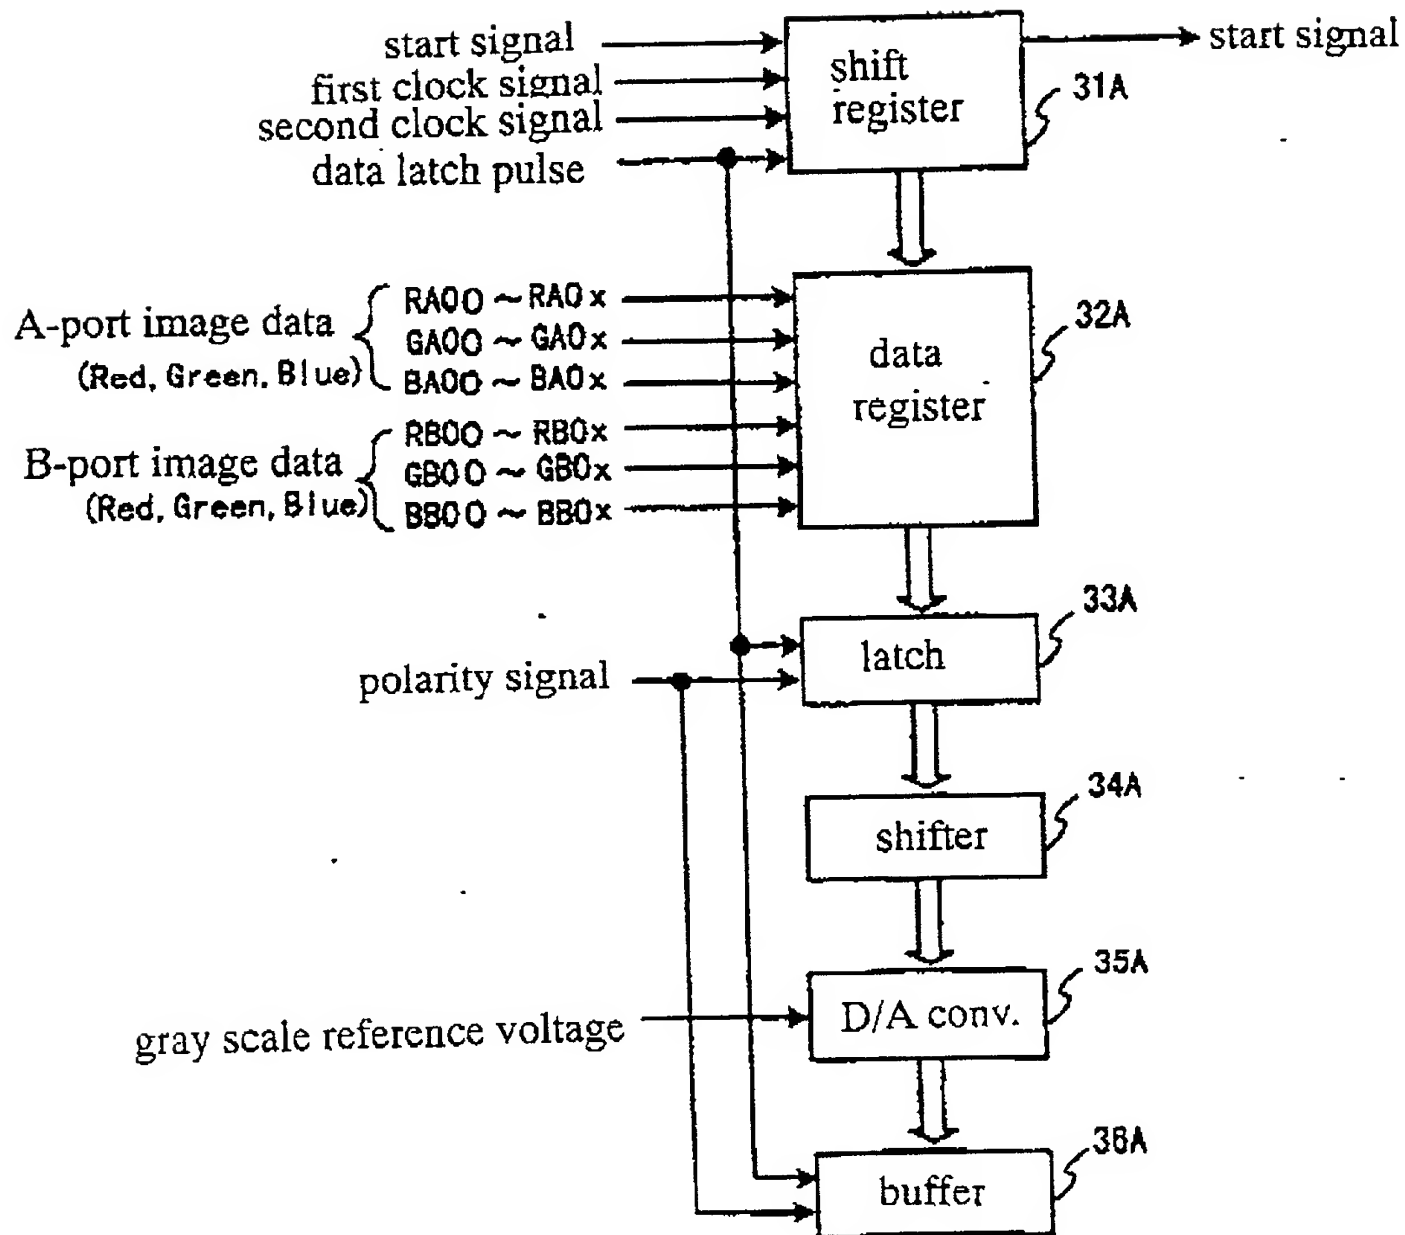 start signal
first clock signal
second clock signal
data latch pulse
shift
register
start signal
31A
A-port image data
(Red, Green, Blue)
RA00 ~ RA0x
GA00 ~ GA0x
BA00 ~ BA0x
B-port image data
(Red, Green, Blue)
RB00 ~ RB0x
GB00 ~ GB0x
BB00 ~ BB0x
data
register
32A
polarity signal
latch
33A
shifter
34A
gray scale reference voltage
D/A conv.
35A
buffer
36A